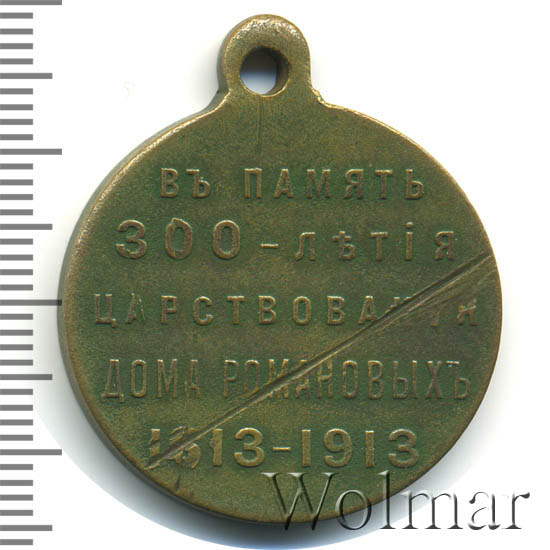 ВЪ ПАМЯТЬ
300-ЛѢТІЯ
ЦАРСТВОВАНІЯ
ДОМА РОМАНОВЫХЪ
1613-1913
Wolmar